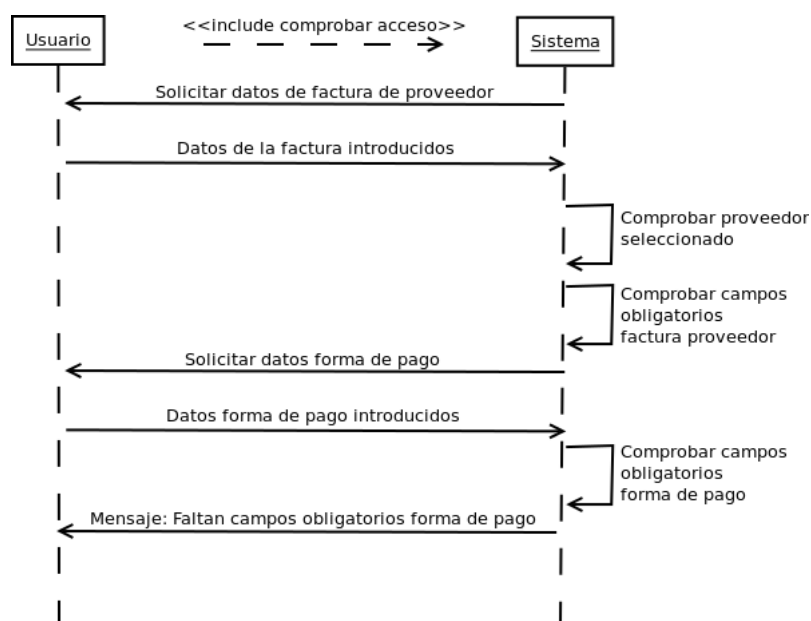 Usuario
<<include comprobar acceso>>
Sistema
Solicitar datos de factura de proveedor
Datos de la factura introducidos
Comprobar proveedor
seleccionado
Comprobar campos
obligatorios
factura proveedor
Solicitar datos forma de pago
Datos forma de pago introducidos
Comprobar campos
obligatorios
forma de pago
Mensaje: Faltan campos obligatorios forma de pago